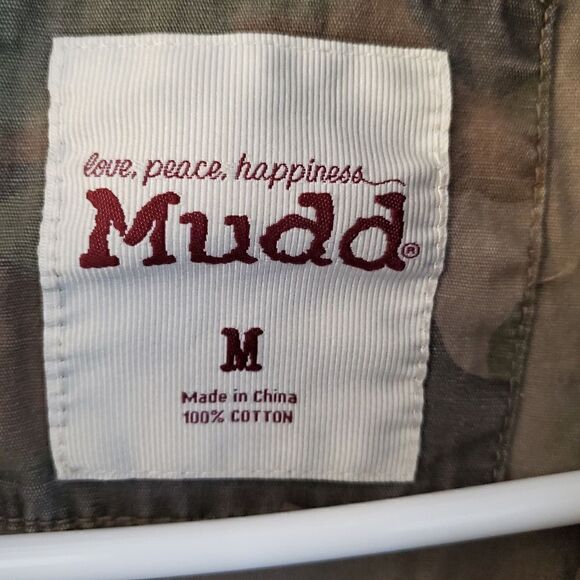 love, peace, happiness
Mudd®
M
Made in China
100% COTTON